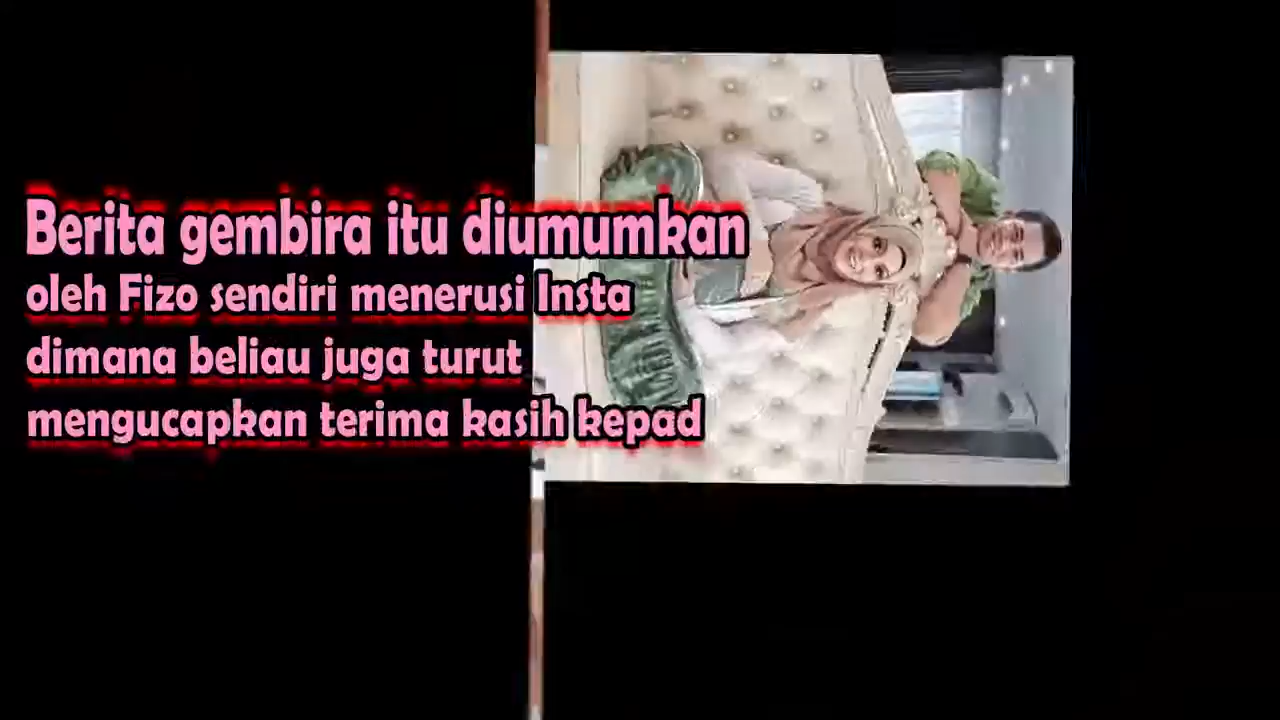 Berita gembira itu diumumkan
oleh Fizo sendiri menerusi Insta
dimana beliau juga turut
mengucapkan terima kasih kepad